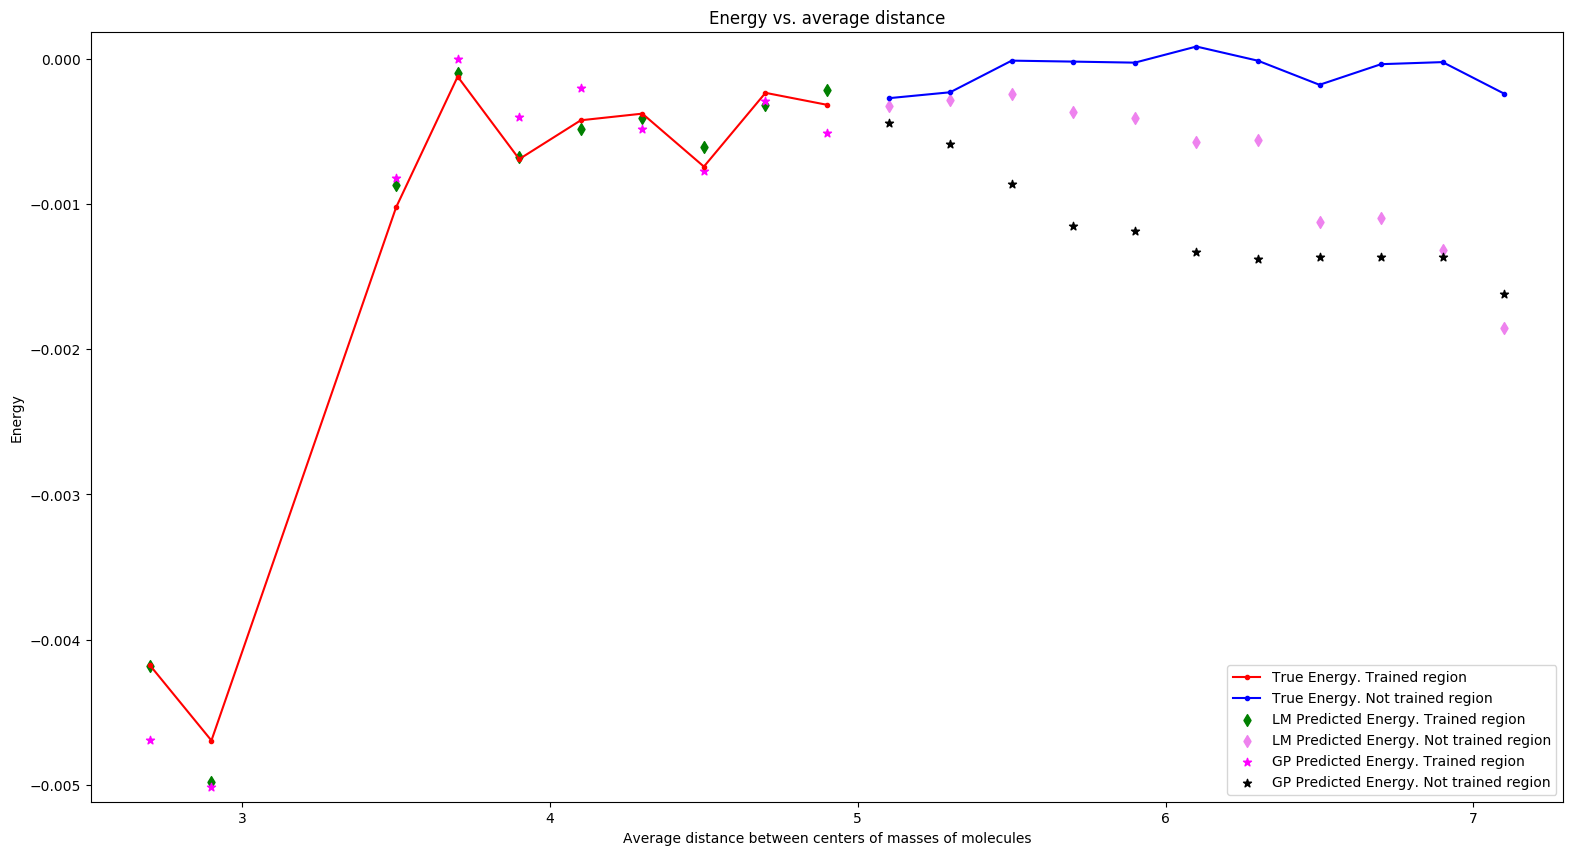 Energy vs. average distance
0.000
−0.001
−0.002
−0.003
−0.004
−0.005
Energy
3
4
5
6
7
Average distance between centers of masses of molecules
True Energy. Trained region
True Energy. Not trained region
LM Predicted Energy. Trained region
LM Predicted Energy. Not trained region
GP Predicted Energy. Trained region
GP Predicted Energy. Not trained region